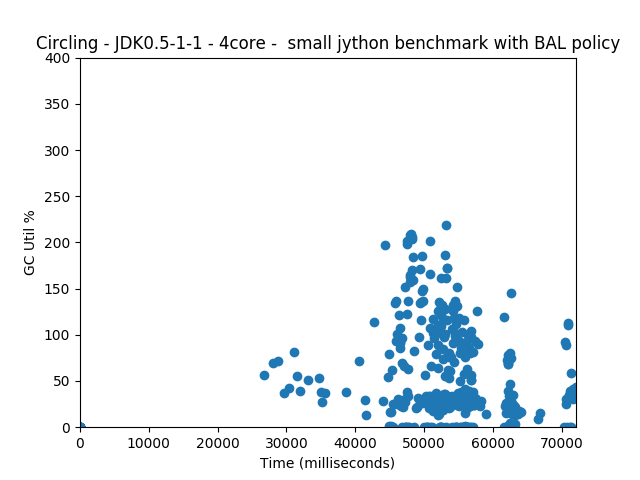 Circling - JDK0.5-1-1 - 4core -  small jython benchmark with BAL policy
400
350
300
250
200
150
100
50
0
GC Util %
0 10000 20000 30000 40000 50000 60000 70000
Time (milliseconds)